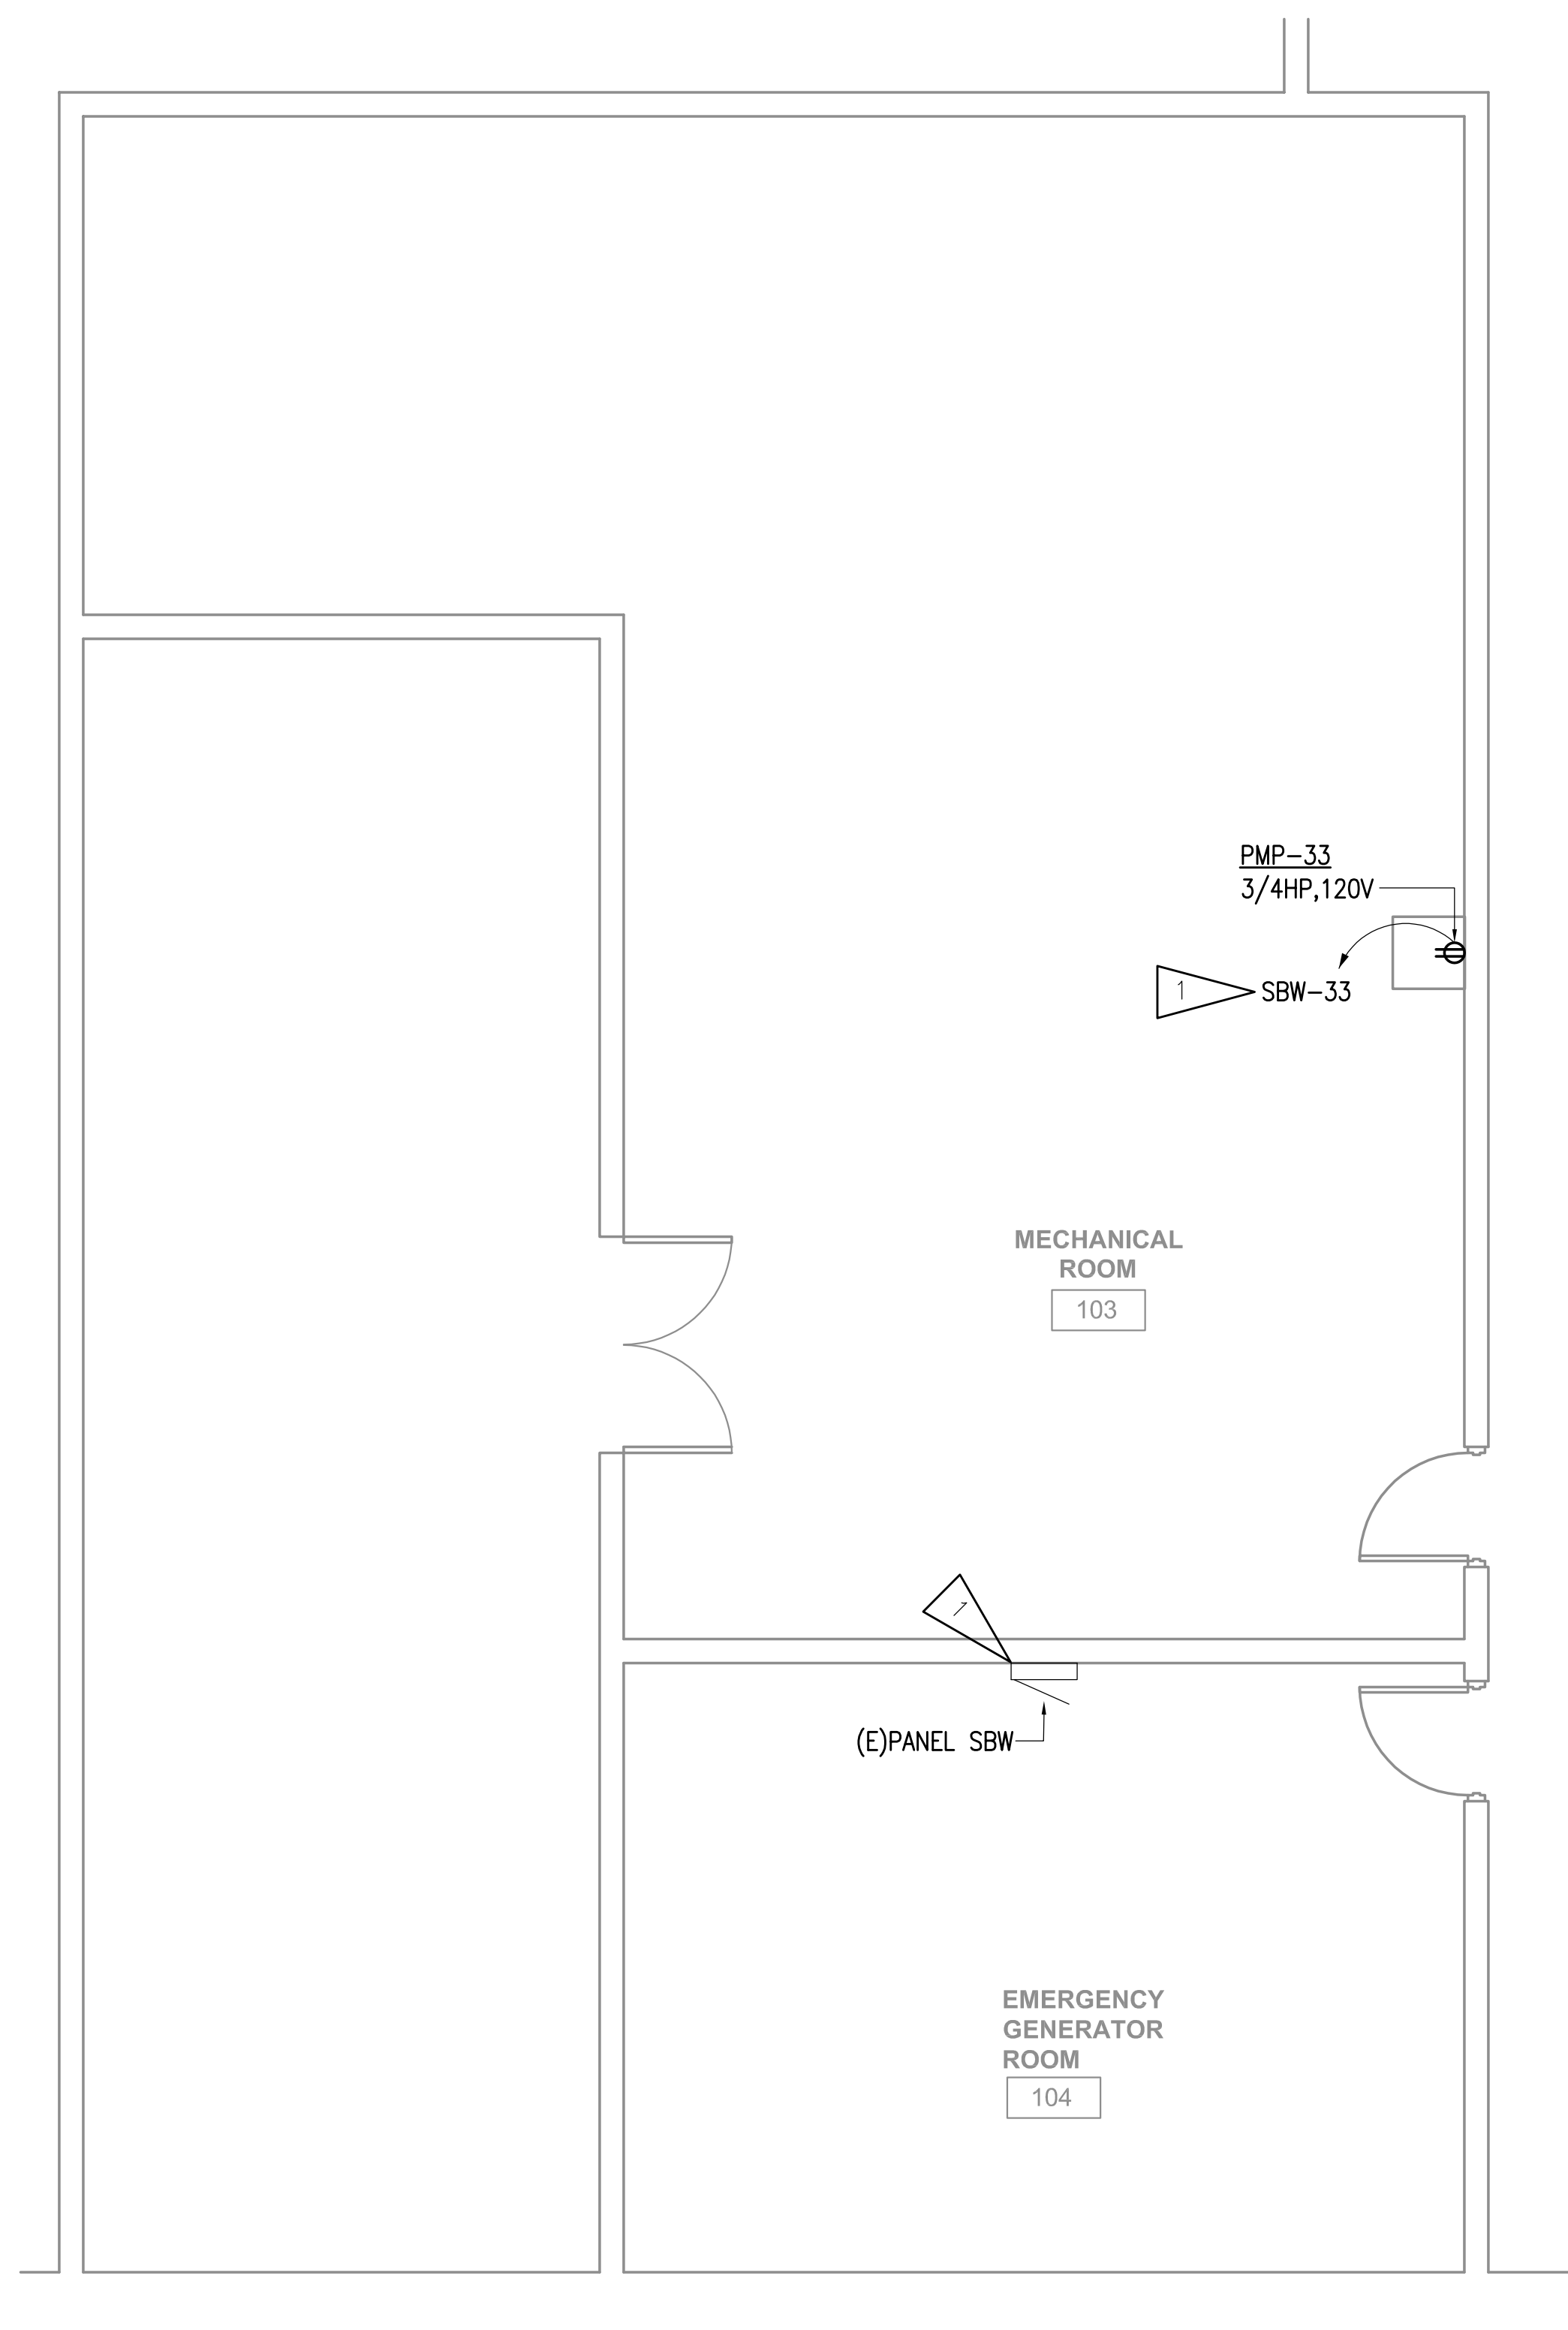 PMP-33
3/4HP,120V
1
SBW-33
MECHANICAL
ROOM
103
1
(E)PANEL SBW
EMERGENCY
GENERATOR
ROOM
104